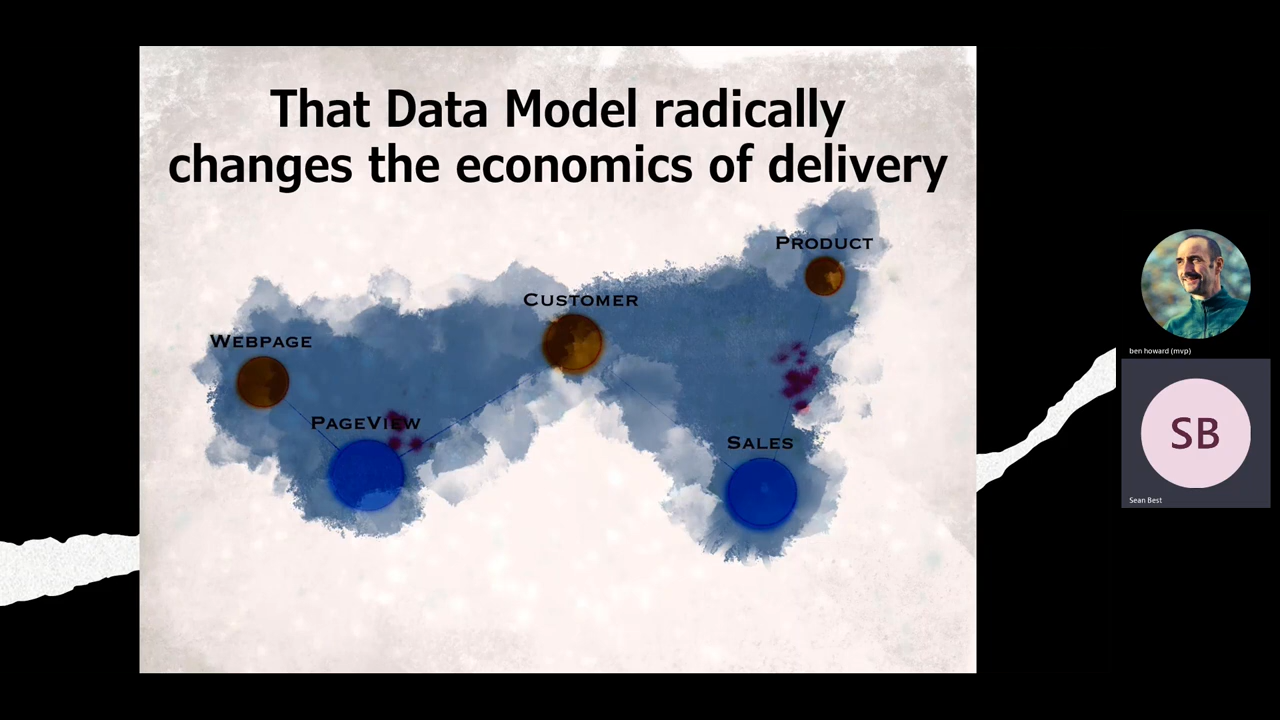 That Data Model radically
changes the economics of delivery
Product
Customer
Webpage
PageView
Sales
ben howard (mvp)
SB
Sean Best